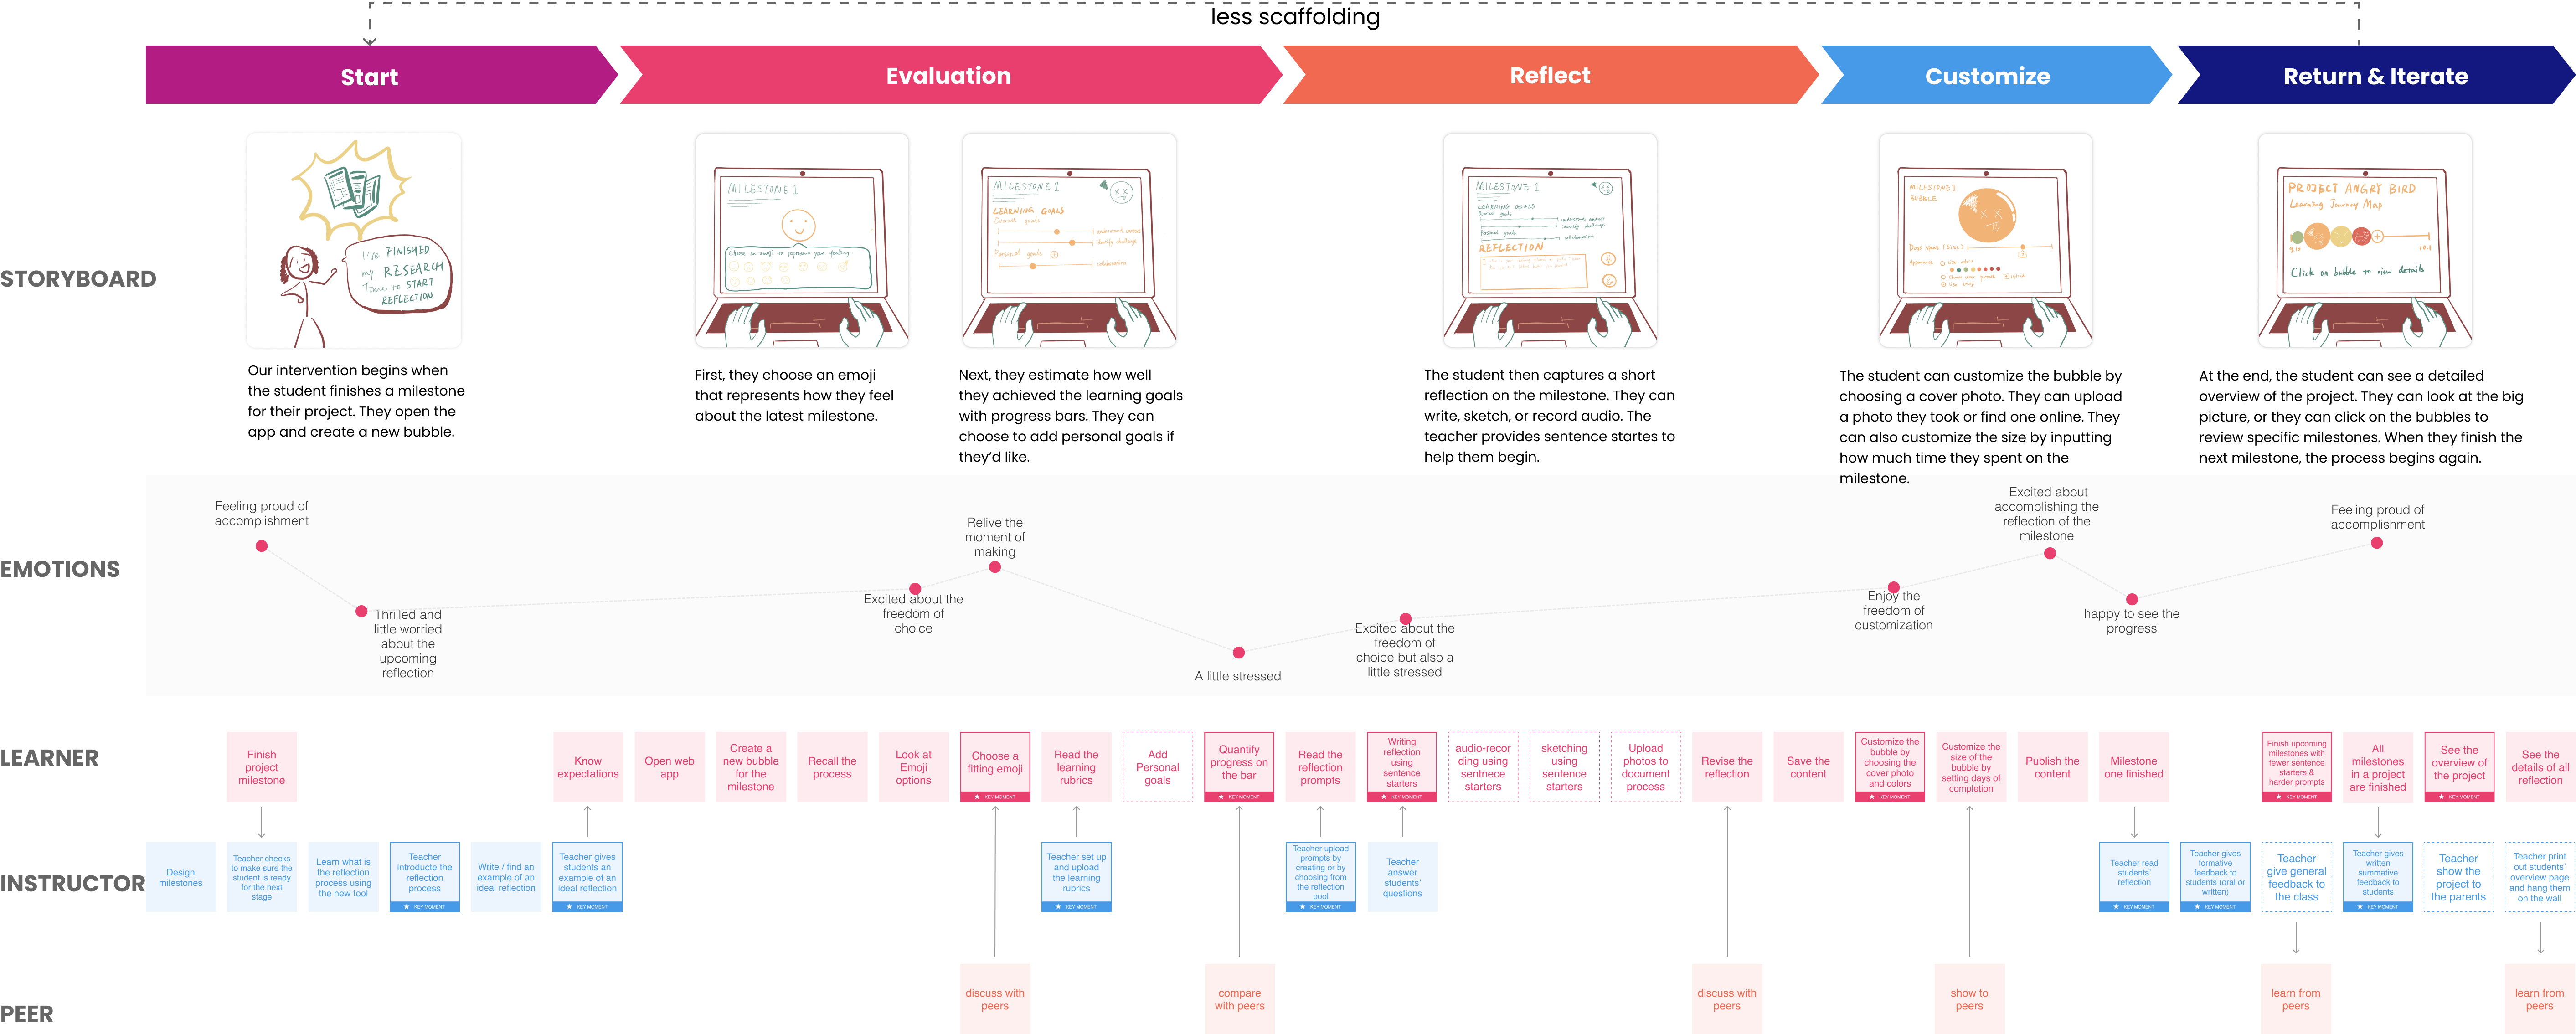 less scaffolding
Start
Evaluation
Reflect
Customize
Return & Iterate
STORYBOARD
I've FINISHED
my RESEARCH
Time to START
REFLECTION
MILESTONE 1
Choose an emoji to represent your feeling:
MILESTONE 1
LEARNING GOALS
Overall goals
identify challenge
Personal goals
collaboration
MILESTONE 1
LEARNING GOALS
Overall goals
identify challenge
Personal goals
collaboration
REFLECTION
MILESTONE 1
BUBBLE
Days spent (Size)
Appearance
Use color
Use emoji
PROJECT ANGRY BIRD
Learning Journey Map
Click on bubble to view details
Our intervention begins when
the student finishes a milestone
for their project. They open the
app and create a new bubble.
First, they choose an emoji
that represents how they feel
about the latest milestone.
Next, they estimate how well
they achieved the learning goals
with progress bars. They can
choose to add personal goals if
they'd like.
The student then captures a short
reflection on the milestone. They can
write, sketch, or record audio. The
teacher provides sentence startes to
help them begin.
The student can customize the bubble by
choosing a cover photo. They can upload
a photo they took or find one online. They
can also customize the size by inputting
how much time they spent on the
milestone.
At the end, the student can see a detailed
overview of the project. They can look at the big
picture, or they can click on the bubbles to
review specific milestones. When they finish the
next milestone, the process begins again.
EMOTIONS
Feeling proud of
accomplishment
Thrilled and
little worried
about the
upcoming
reflection
Excited about the
freedom of
choice
Relive the
moment of
making
A little stressed
Excited about the
freedom of
choice but also a
little stressed
Enjoy the
freedom of
customization
Excited about
accomplishing the
reflection of the
milestone
happy to see the
progress
Feeling proud of
accomplishment
LEARNER
Finish
project
milestone
Know
expectations
Open web
app
Create a
new bubble
for the
milestone
Recall the
process
Look at
Emoji
options
Choose a
fitting emoji
★ KEY MOMENT
Read the
learning
rubrics
Add
Personal
goals
Quantify
progress on
the bar
★ KEY MOMENT
Read the
reflection
prompts
Writing
reflection
using
sentence
starters
★ KEY MOMENT
audio-recor
ding using
sentnece
starters
sketching
using
sentence
starters
Upload
photos to
document
process
Revise the
reflection
Save the
content
Customize the
bubble by
choosing the
cover photo
and colors
★ KEY MOMENT
Customize the
size of the
bubble by
setting days of
completion
Publish the
content
Milestone
one finished
Finish upcoming
milestones with
fewer sentence
starters &
harder prompts
★ KEY MOMENT
All
milestones
in a project
are finished
See the
overview of
the project
★ KEY MOMENT
See the
details of all
reflection
INSTRUCTOR
Design
milestones
Teacher checks
to make sure the
student is ready
for the next
stage
Learn what is
the reflection
process using
the new tool
Teacher
introducte the
reflection
process
★ KEY MOMENT
Write / find an
example of an
ideal reflection
Teacher gives
students an
example of an
ideal reflection
★ KEY MOMENT
Teacher set up
and upload
the learning
rubrics
★ KEY MOMENT
Teacher upload
prompts by
creating or by
choosing from
the reflection
pool
★ KEY MOMENT
Teacher
answer
students'
questions
Teacher read
students'
reflection
★ KEY MOMENT
Teacher gives
formative
feedback to
students (oral or
written)
★ KEY MOMENT
Teacher
give general
feedback to
the class
Teacher gives
written
summative
feedback to
students
★ KEY MOMENT
Teacher
show the
project to
the parents
Teacher print
out students'
overview page
and hang them
on the wall
PEER
discuss with
peers
compare
with peers
discuss with
peers
show to
peers
learn from
peers
learn from
peers